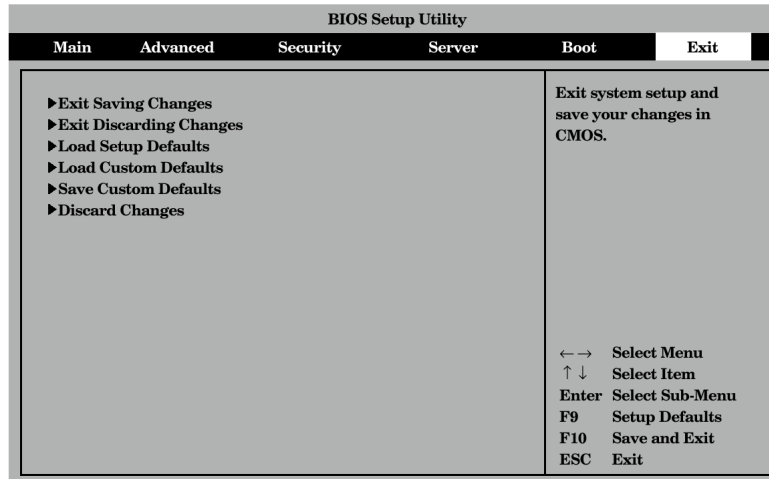 BIOS Setup Utility
Main Advanced Security Server Boot Exit
▶Exit Saving Changes
▶Exit Discarding Changes
▶Load Setup Defaults
▶Load Custom Defaults
▶Save Custom Defaults
▶Discard Changes
Exit system setup and
save your changes in
CMOS.
←→ Select Menu
↑↓ Select Item
Enter Select Sub-Menu
F9 Setup Defaults
F10 Save and Exit
ESC Exit